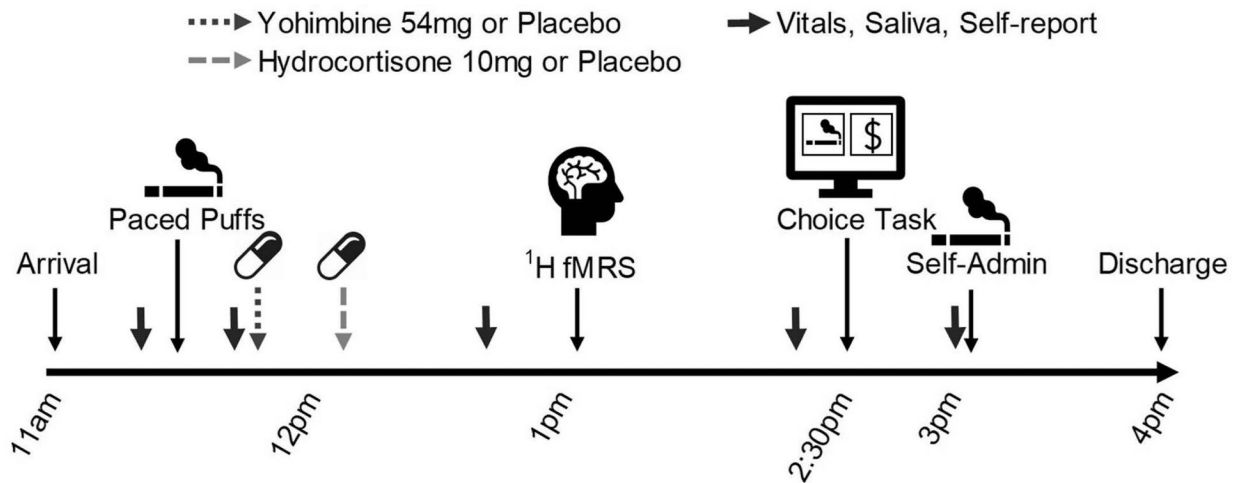 Yohimbine 54mg or Placebo
Vitals, Saliva, Self-report
Hydrocortisone 10mg or Placebo
$
Paced Puffs
Choice Task
Arrival
¹H fMRS
Self-Admin
Discharge
11am
12pm
1pm
2:30pm
3pm
4pm